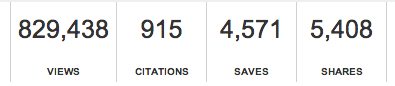 829,438 915 4,571 5,408
VIEWS CITATIONS SAVES SHARES